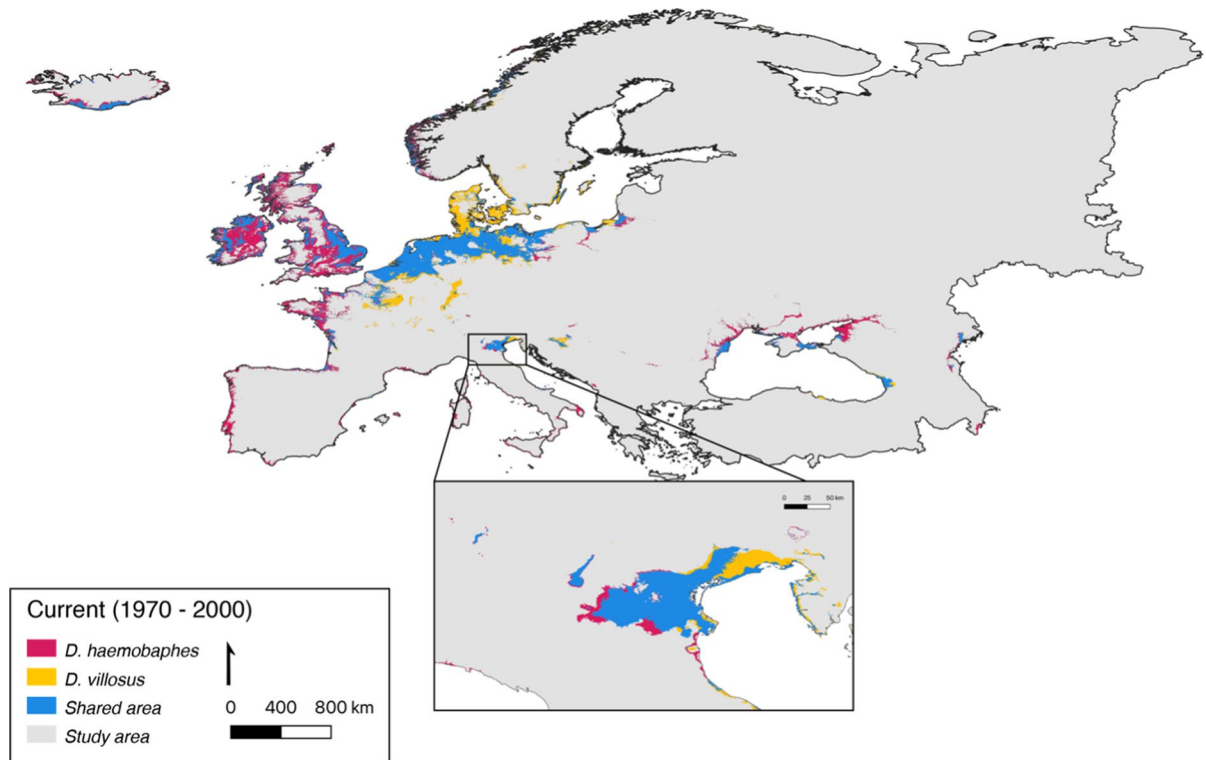 0 25 50 km
Current (1970 - 2000)
D. haemobaphes
D. villosus
Shared area
Study area
0 400 800 km